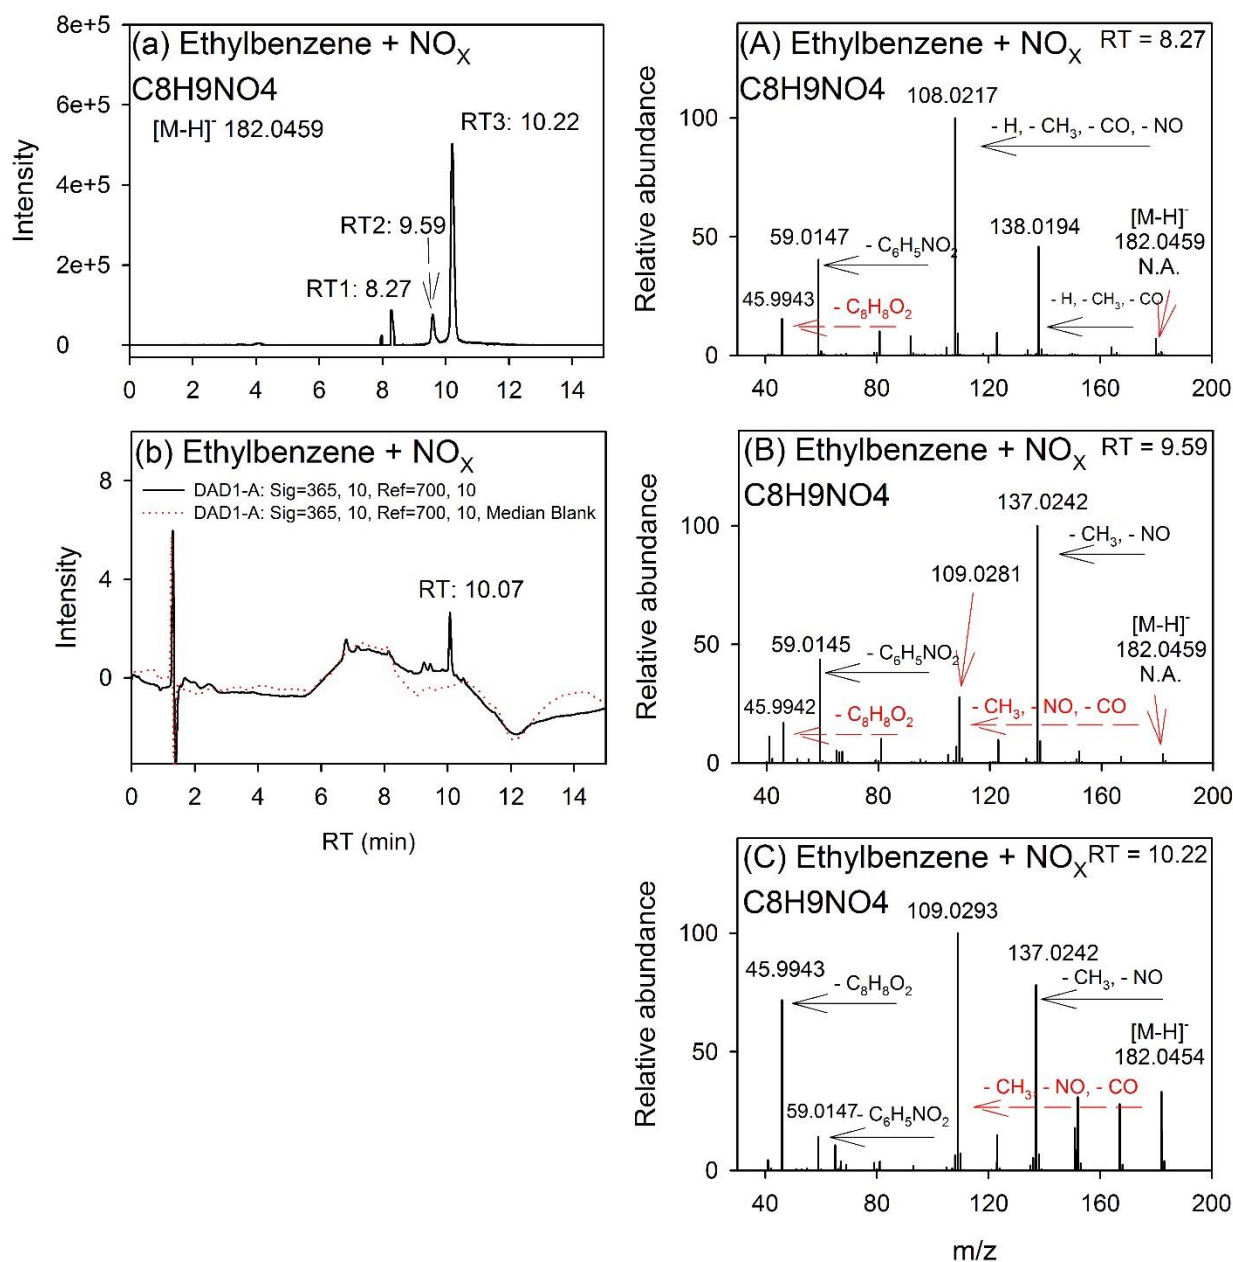 (a) Ethylbenzene + NOX
C8H9NO4
[M-H]- 182.0459
RT3: 10.22
RT2: 9.59
RT1: 8.27
Intensity
8e+5
6e+5
4e+5
2e+5
0
0 2 4 6 8 10 12 14
(b) Ethylbenzene + NOX
DAD1-A: Sig=365, 10, Ref=700, 10
DAD1-A: Sig=365, 10, Ref=700, 10, Median Blank
RT: 10.07
Intensity
8
4
0
0 2 4 6 8 10 12 14
RT (min)
(A) Ethylbenzene + NOX RT = 8.27
C8H9NO4
108.0217
- H, - CH3, - CO, - NO
59.0147
- C6H5NO2
138.0194
[M-H]-
182.0459
N.A.
45.9943
- C8H8O2
- H, - CH3, - CO
Relative abundance
100
50
0
40 80 120 160 200
(B) Ethylbenzene + NOX RT = 9.59
C8H9NO4
137.0242
- CH3, - NO
109.0281
59.0145
- C6H5NO2
[M-H]-
182.0459
N.A.
45.9942
- C8H8O2
- CH3, - NO, - CO
Relative abundance
100
50
0
40 80 120 160 200
(C) Ethylbenzene + NOX RT = 10.22
C8H9NO4
109.0293
45.9943
- C8H8O2
137.0242
- CH3, - NO
[M-H]-
182.0454
- CH3, - NO, - CO
59.0147
- C6H5NO2
Relative abundance
100
50
0
40 80 120 160 200
m/z